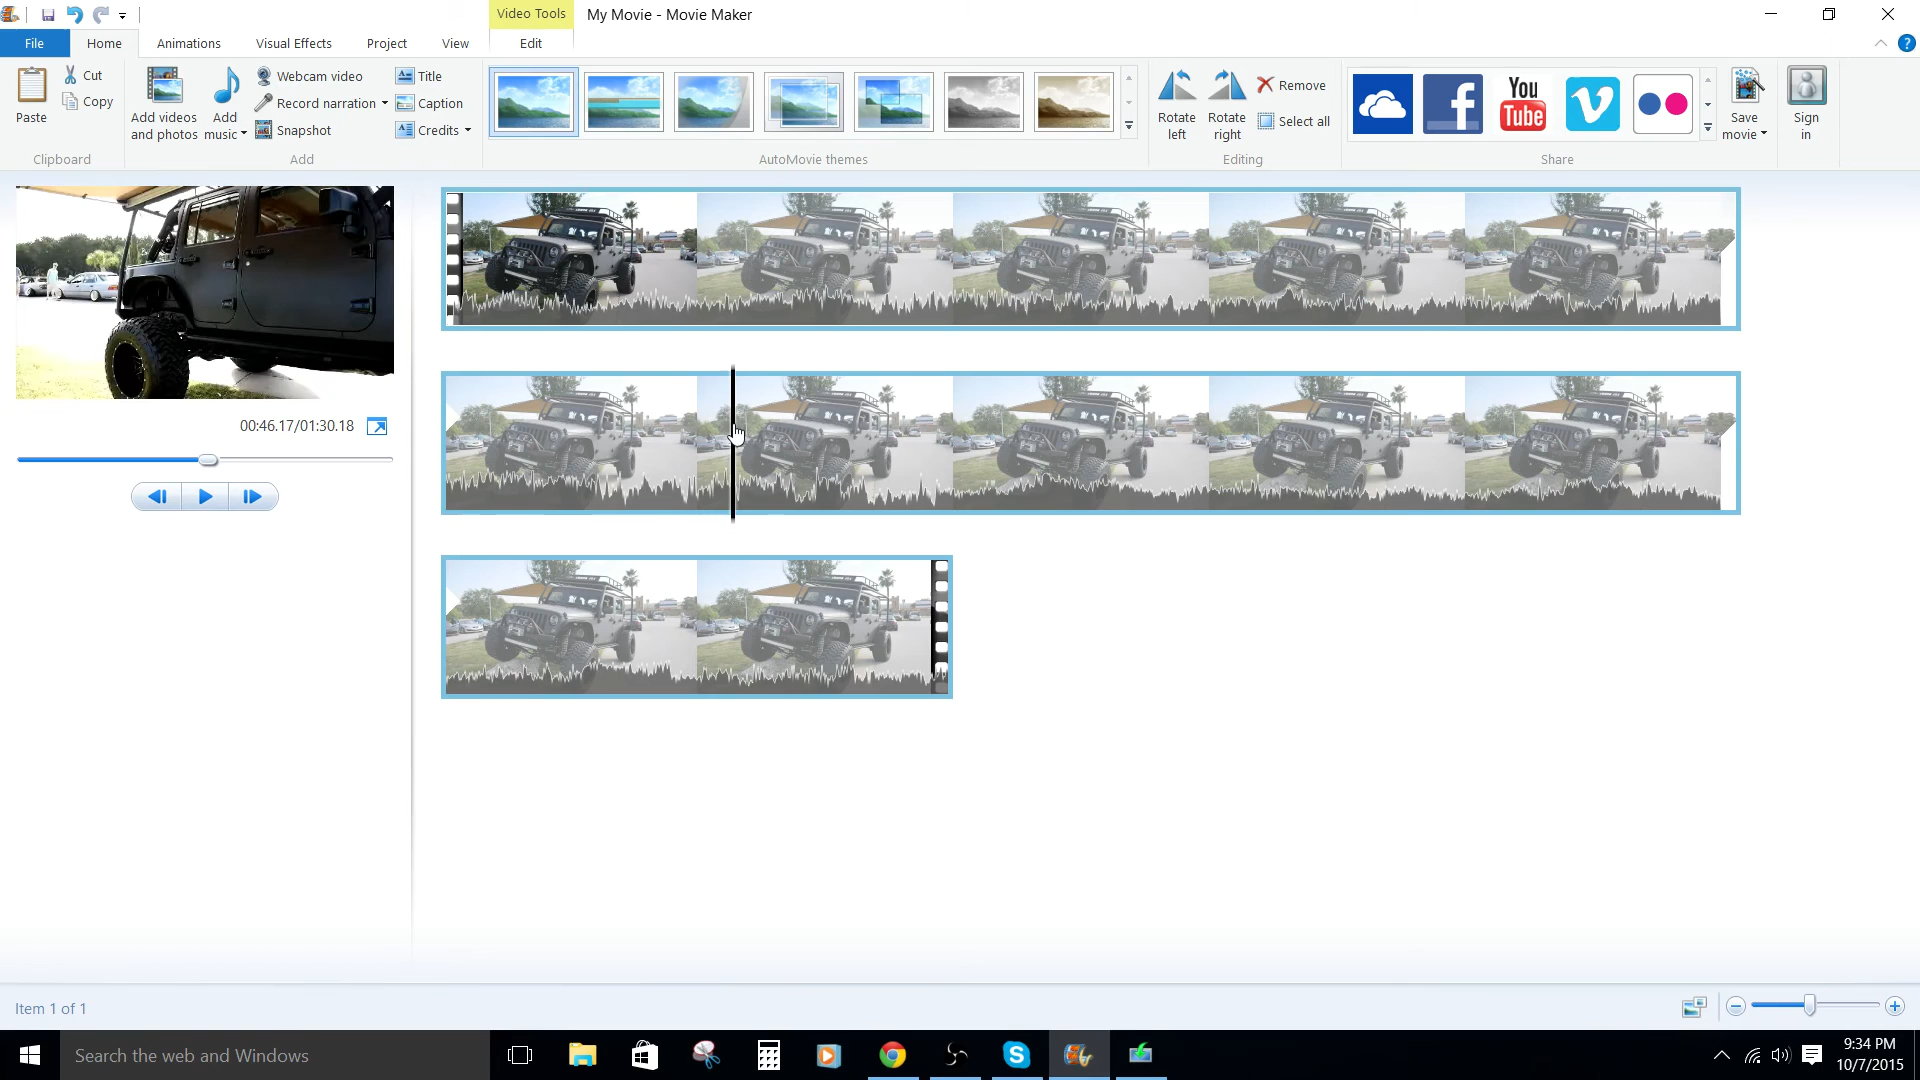 Video Tools
My Movie - Movie Maker
File
Home
Animations
Visual Effects
Project
View
Edit
?
Paste
Cut
Copy
Clipboard
Add videos
and photos
Add
music
Webcam video
Record narration
Snapshot
Title
Caption
Credits
Add
AutoMovie themes
Rotate
left
Rotate
right
Remove
Select all
Editing
f
You
Tube
Share
Save
movie
Sign
in
00:46.17/01:30.18
Item 1 of 1
Search the web and Windows
9:34 PM
10/7/2015